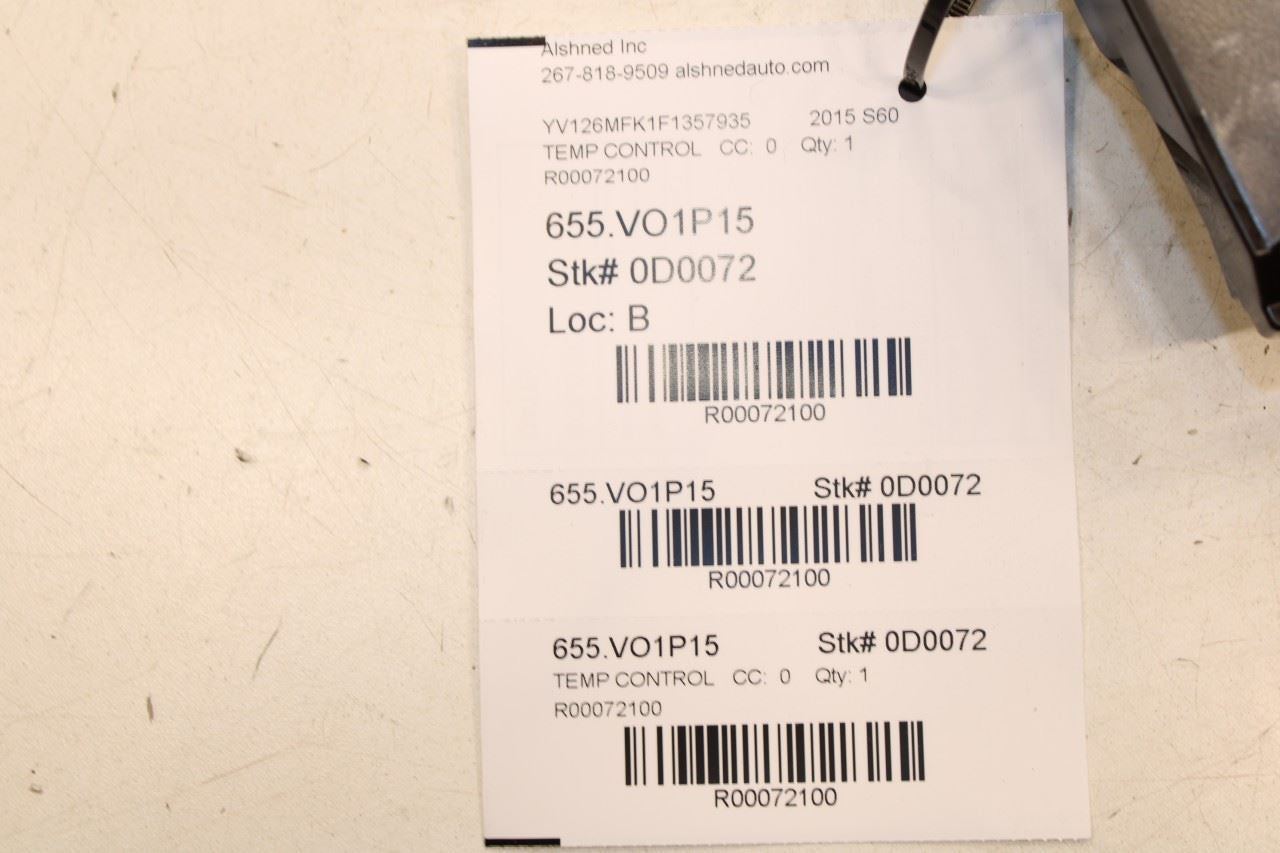 Alshned Inc
267-818-9509 alshnedauto.com
YV126MFK1F1357935 2015 S60
TEMP CONTROL CC: 0 Qty: 1
R00072100
655.VO1P15
Stk# 0D0072
Loc: B
R00072100
655.VO1P15 Stk# 0D0072
R00072100
655.VO1P15 Stk# 0D0072
TEMP CONTROL CC: 0 Qty: 1
R00072100
R00072100